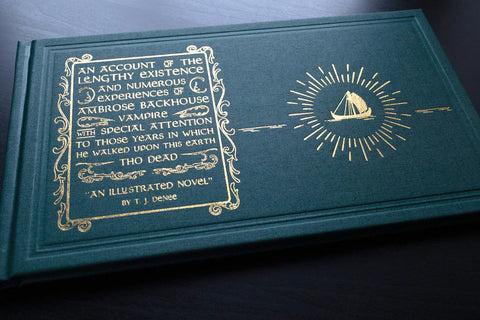 AN ACCOUNT OF THE
LENGTHY EXISTENCE
AND NUMEROUS
EXPERIENCES OF
AMBROSE BACKHOUSE
VAMPIRE
WITH SPECIAL ATTENTION
TO THOSE YEARS IN WHICH
HE WALKED UPON THIS EARTH
THO DEAD
"AN ILLUSTRATED NOVEL"
BY T. J. DeNee